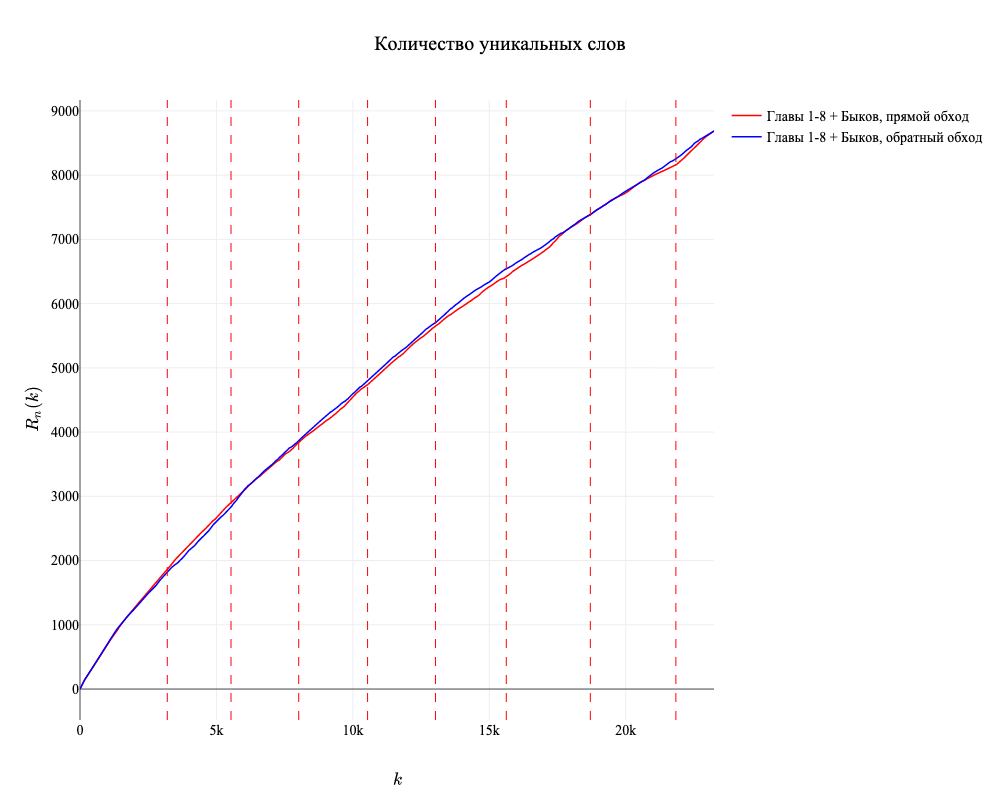 Количество уникальных слов
Главы 1-8 + Быков, прямой обход
Главы 1-8 + Быков, обратный обход
9000
8000
7000
6000
5000
4000
3000
2000
1000
0
Rₙ(k)
0 5k 10k 15k 20k
k